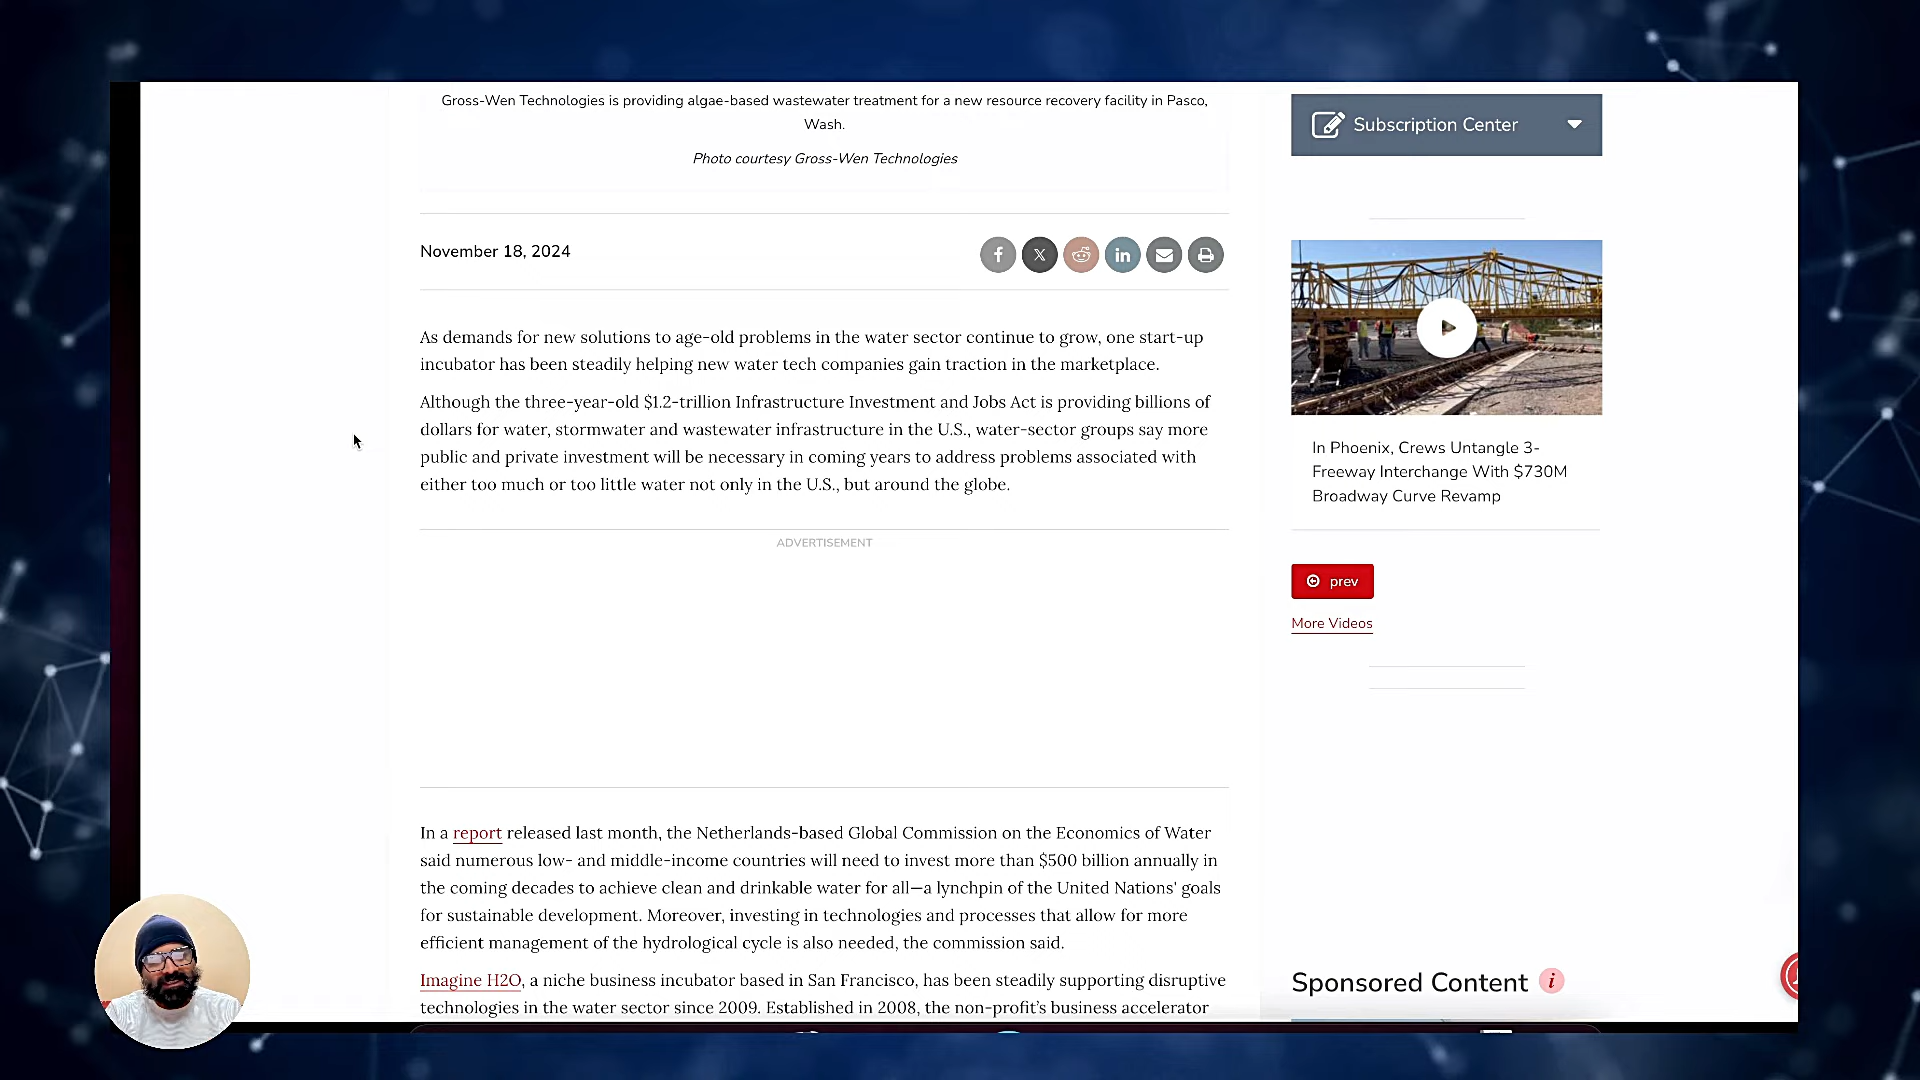 Gross-Wen Technologies is providing algae-based wastewater treatment for a new resource recovery facility in Pasco,
Wash.
Photo courtesy Gross-Wen Technologies
November 18, 2024
As demands for new solutions to age-old problems in the water sector continue to grow, one start-up
incubator has been steadily helping new water tech companies gain traction in the marketplace.
Although the three-year-old $1.2-trillion Infrastructure Investment and Jobs Act is providing billions of
dollars for water, stormwater and wastewater infrastructure in the U.S., water-sector groups say more
public and private investment will be necessary in coming years to address problems associated with
either too much or too little water not only in the U.S., but around the globe.
ADVERTISEMENT
In a report released last month, the Netherlands-based Global Commission on the Economics of Water
said numerous low- and middle-income countries will need to invest more than $500 billion annually in
the coming decades to achieve clean and drinkable water for all—a lynchpin of the United Nations' goals
for sustainable development. Moreover, investing in technologies and processes that allow for more
efficient management of the hydrological cycle is also needed, the commission said.
Imagine H2O, a niche business incubator based in San Francisco, has been steadily supporting disruptive
technologies in the water sector since 2009. Established in 2008, the non-profit’s business accelerator
Subscription Center
In Phoenix, Crews Untangle 3-
Freeway Interchange With $730M
Broadway Curve Revamp
prev
More Videos
Sponsored Content